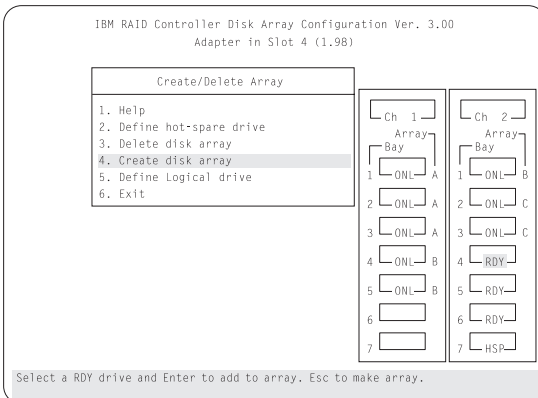 IBM RAID Controller Disk Array Configuration Ver. 3.00
Adapter in Slot 4 (1.98)
Create/Delete Array
1. Help
2. Define hot-spare drive
3. Delete disk array
4. Create disk array
5. Define Logical drive
6. Exit
Ch 1
Array
Bay
1 ONL A
2 ONL A
3 ONL A
4 ONL B
5 ONL B
6
7
Ch 2
Array
Bay
1 ONL B
2 ONL C
3 ONL C
4 RDY
5 RDY
6 RDY
7 HSP
Select a RDY drive and Enter to add to array. Esc to make array.